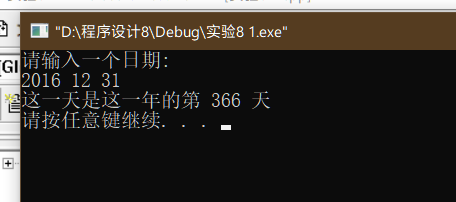 "D:\程序设计8\Debug\实验8 1.exe"
请输入一个日期:
2016 12 31
这一天是这一年的第 366 天
请按任意键继续. . .